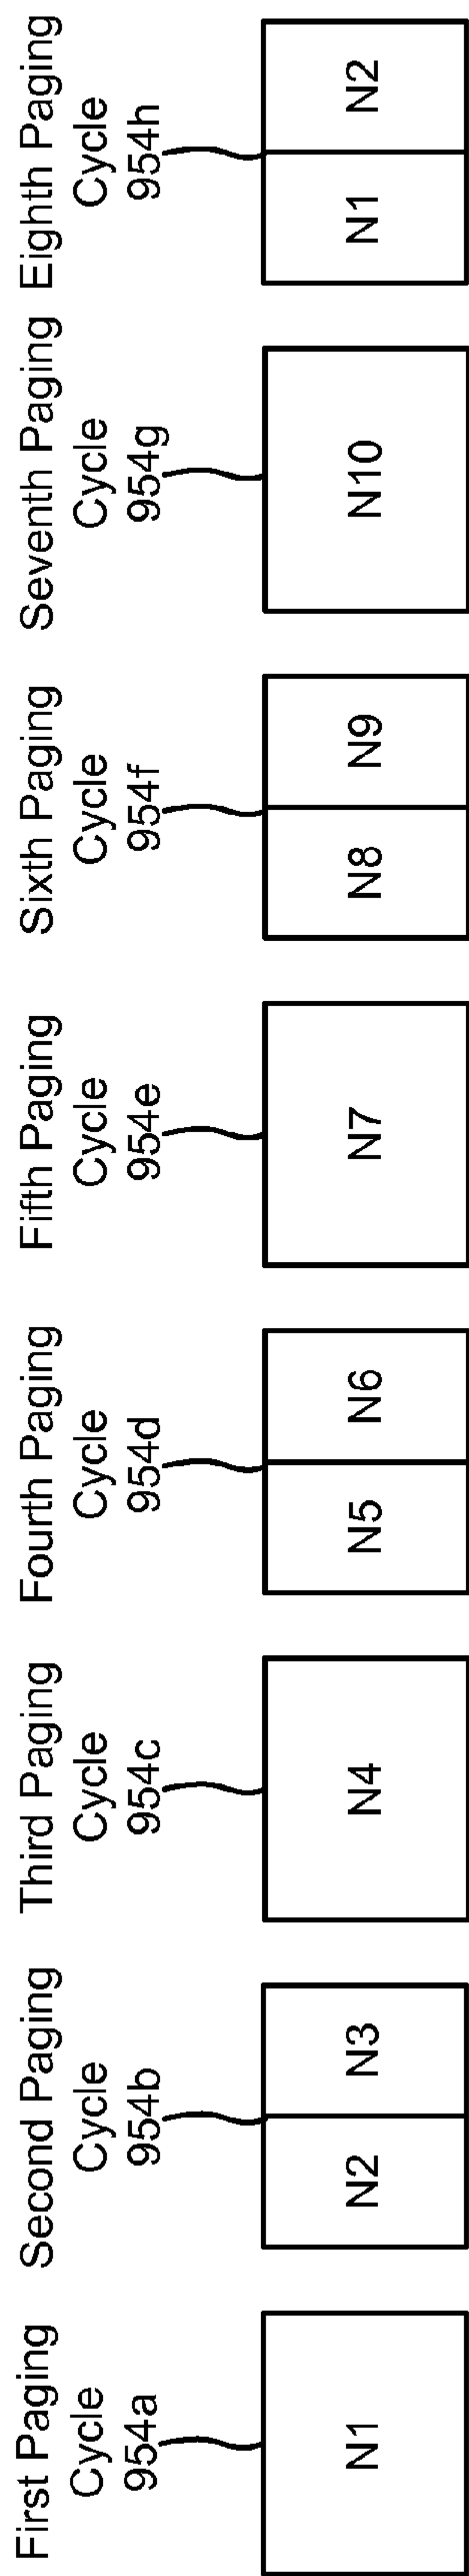 First Paging
Cycle
954a
N1
Second Paging
Cycle
954b
N2
N3
Third Paging
Cycle
954c
N4
Fourth Paging
Cycle
954d
N5
N6
Fifth Paging
Cycle
954e
N7
Sixth Paging
Cycle
954f
N8
N9
Seventh Paging
Cycle
954g
N10
Eighth Paging
Cycle
954h
N1
N2